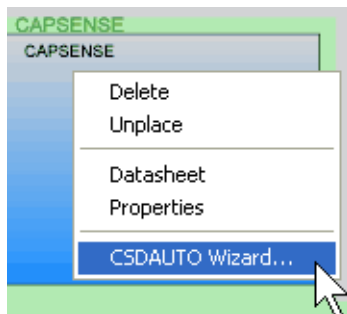 CAPSENSE
CAPSENSE
Delete
Unplace
Datasheet
Properties
CSDAUTO Wizard...